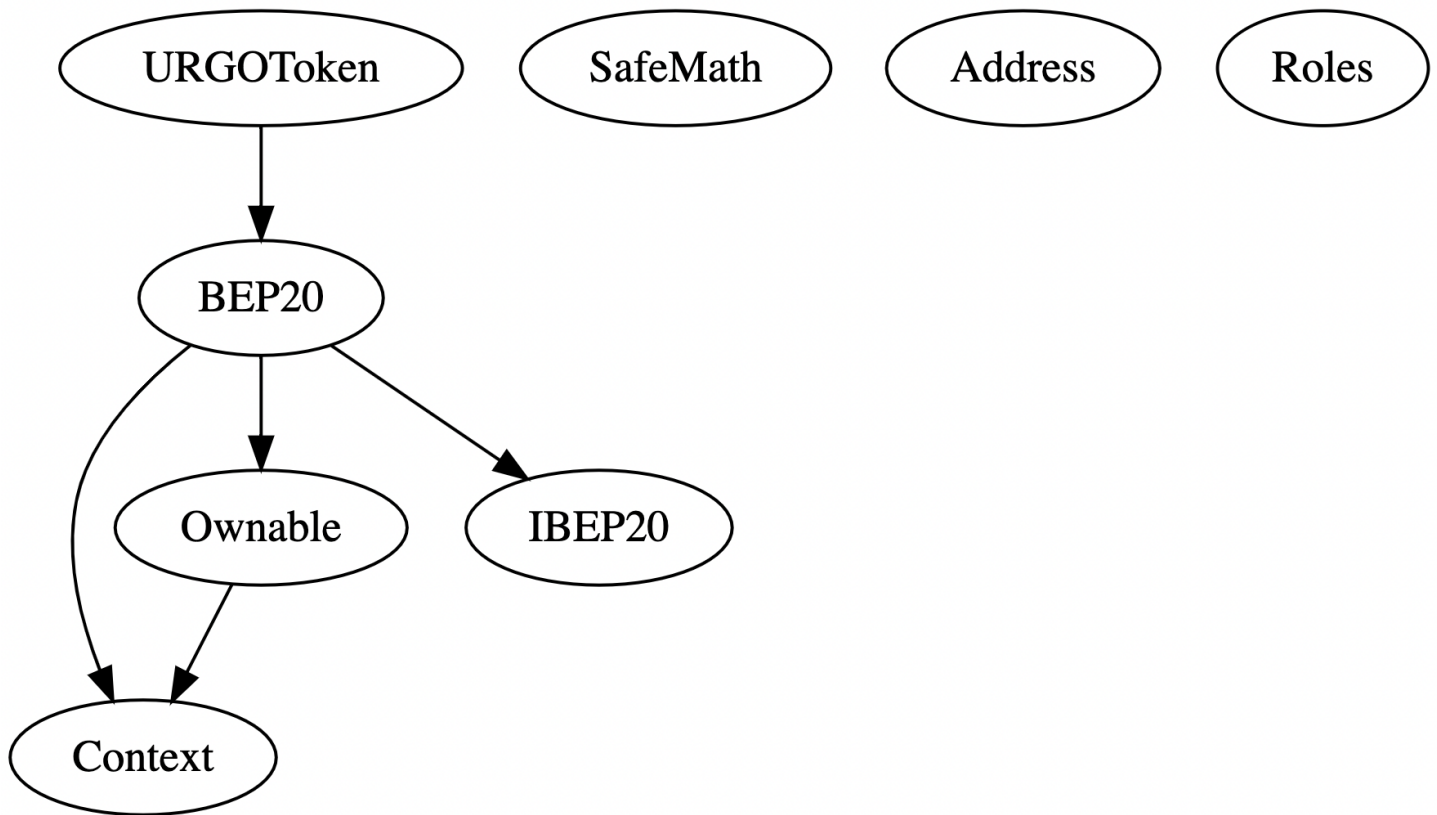 URGOToken
SafeMath
Address
Roles
BEP20
Ownable
IBEP20
Context